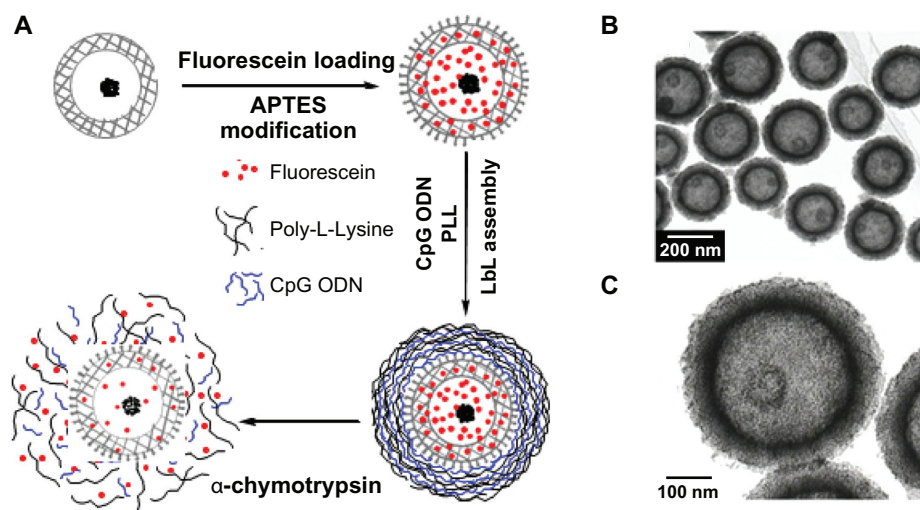 A
Fluorescein loading
APTES
modification
Fluorescein
Poly-L-Lysine
CpG ODN
CpG ODN
PLL
LbL assembly
α-chymotrypsin
B
200 nm
C
100 nm